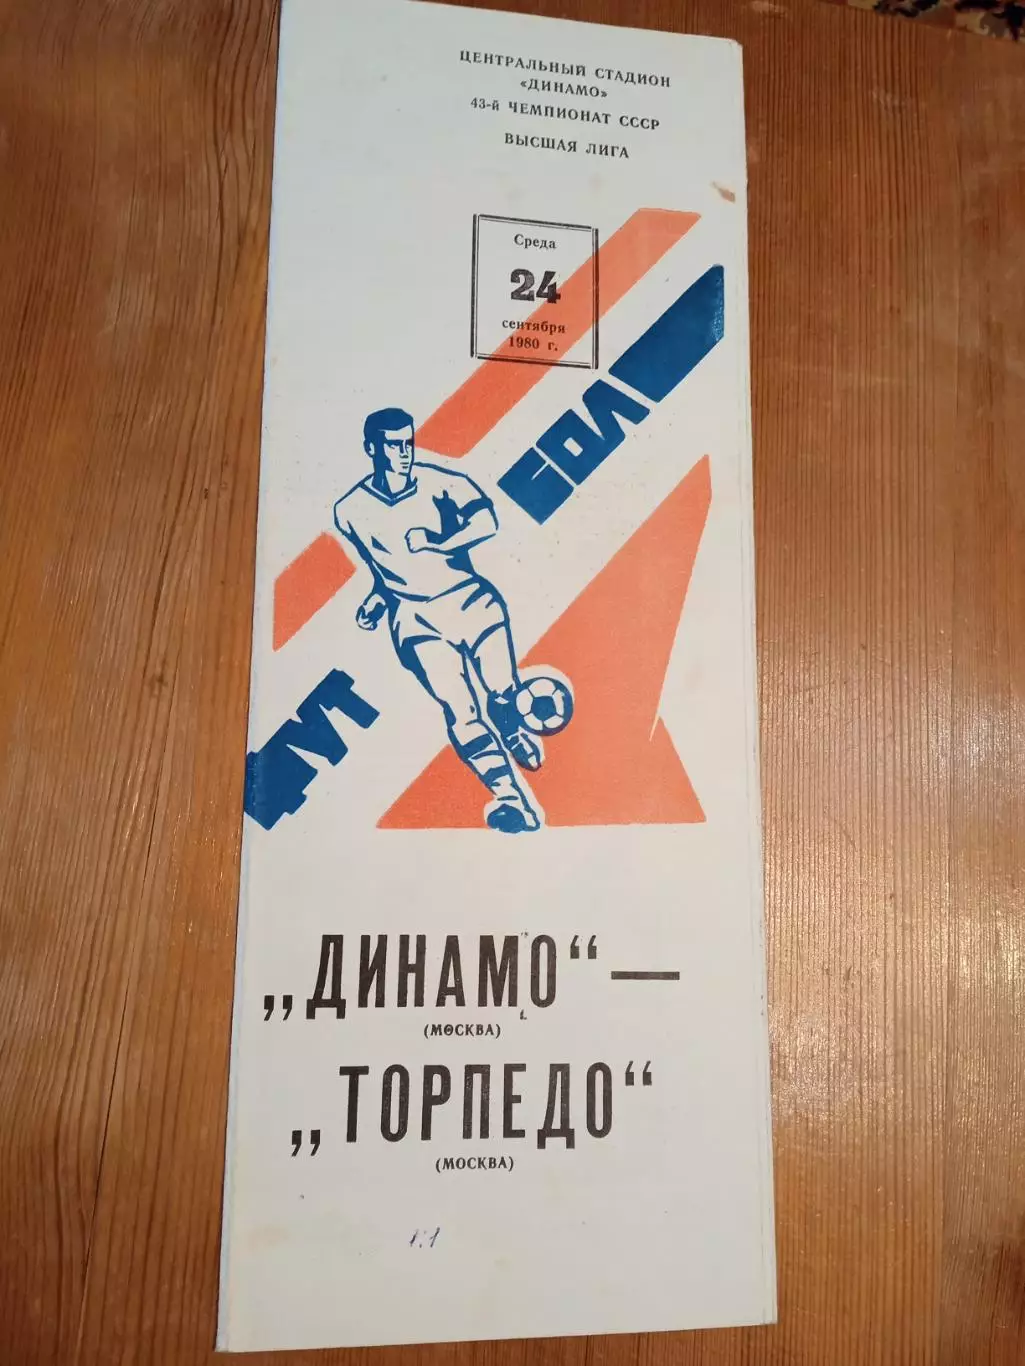 ЦЕНТРАЛЬНЫЙ СТАДИОН
«ДИНАМО»
43-й ЧЕМПИОНАТ СССР
ВЫСШАЯ ЛИГА
Среда
24
сентября
1980 г.
ФУТ
БОЛ
„ДИНАМО“ —
(МОСКВА)
„ТОРПЕДО“
(МОСКВА)
1:1